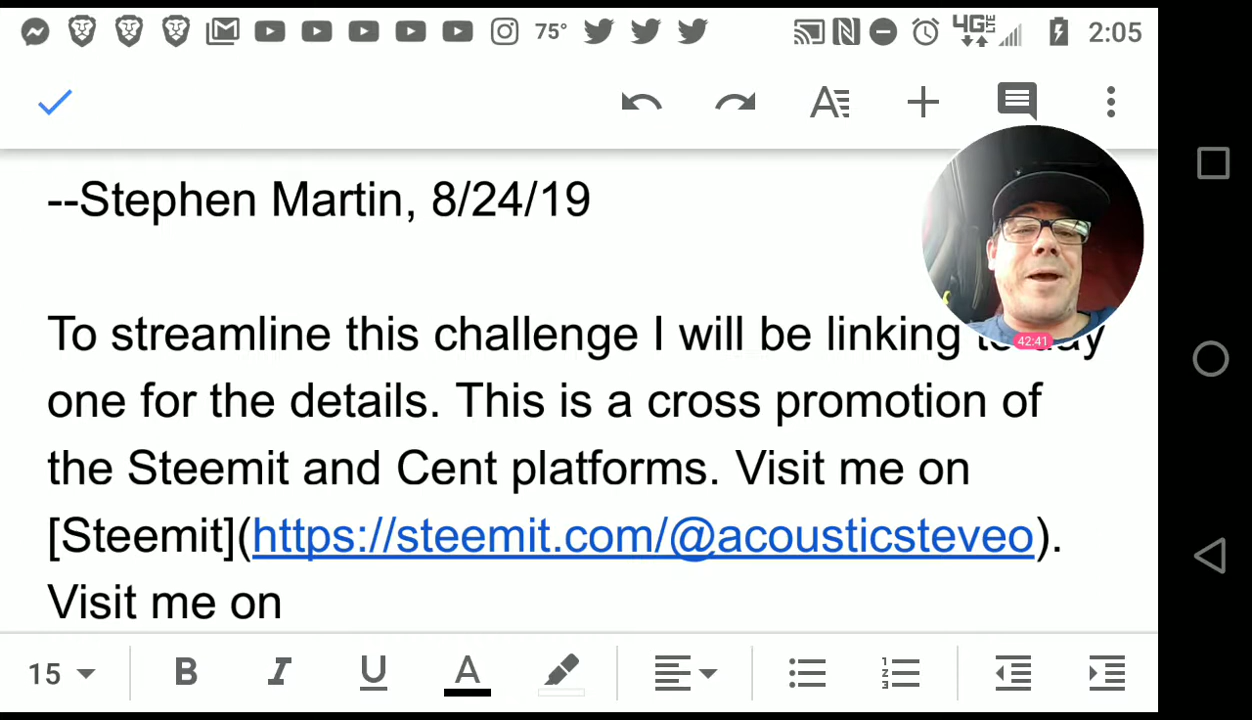 75° 4G LTE 2:05
--Stephen Martin, 8/24/19
42:41
To streamline this challenge I will be linking
one for the details. This is a cross promotion of
the Steemit and Cent platforms. Visit me on
[Steemit](https://steemit.com/@acousticsteveo).
Visit me on
15 B I U A